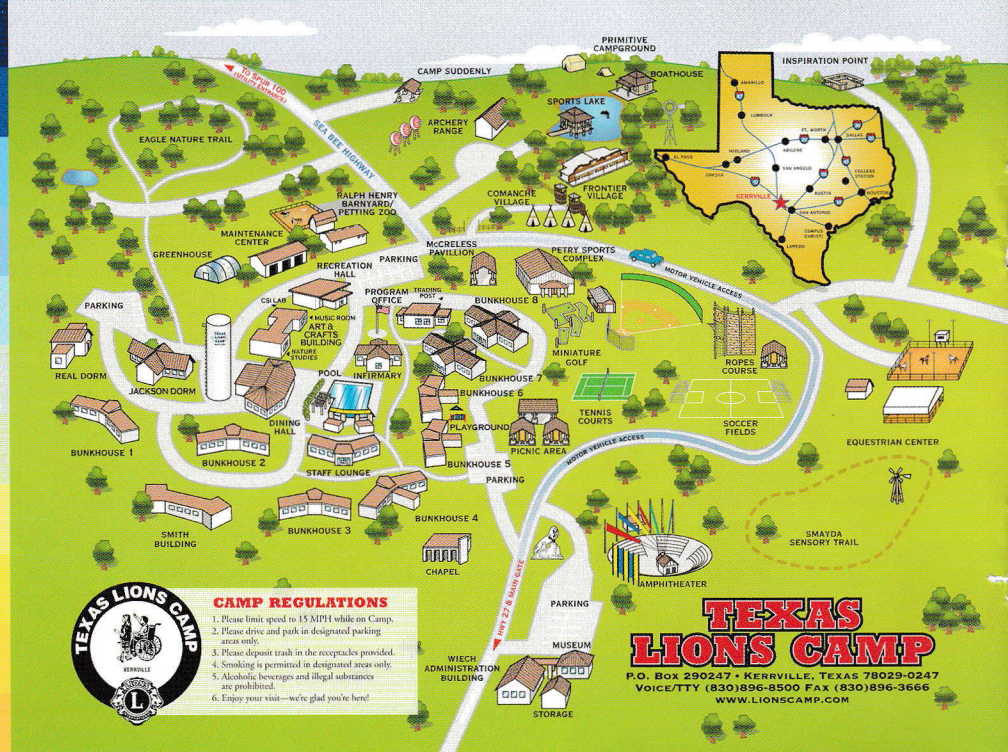 PRIMITIVE
CAMPGROUND
INSPIRATION POINT
CAMP SUDDENLY
BOATHOUSE
TO SPUR 100
(UTILITY ENTRANCE)
SPORTS LAKE
ARCHERY
RANGE
SEA BEE HIGHWAY
EAGLE NATURE TRAIL
AMARILLO
LUBBOCK
FT. WORTH
DALLAS
ABILENE
MIDLAND
EL PASO
ODESSA
SAN ANGELO
COLLEGE
STATION
KERRVILLE
AUSTIN
HOUSTON
SAN ANTONIO
CORPUS
CHRISTI
LAREDO
RALPH HENRY
BARNYARD/
PETTING ZOO
COMANCHE
VILLAGE
FRONTIER
VILLAGE
MAINTENANCE
CENTER
GREENHOUSE
McCRELESS
PAVILLION
PETRY SPORTS
COMPLEX
RECREATION
HALL
PARKING
MOTOR VEHICLE ACCESS
PARKING
PROGRAM
OFFICE
TRADING
POST
BUNKHOUSE 8
CSI LAB
MUSIC ROOM
ART &
CRAFTS
BUILDING
NATURE
STUDIES
TEXAS
LIONS
CAMP
MINIATURE
GOLF
ROPES
COURSE
REAL DORM
JACKSON DORM
POOL
INFIRMARY
BUNKHOUSE 7
BUNKHOUSE 6
PLAYGROUND
TENNIS
COURTS
SOCCER
FIELDS
DINING
HALL
EQUESTRIAN CENTER
BUNKHOUSE 1
BUNKHOUSE 2
STAFF LOUNGE
BUNKHOUSE 5
PICNIC AREA
MOTOR VEHICLE ACCESS
PARKING
SMITH
BUILDING
BUNKHOUSE 3
BUNKHOUSE 4
SMAYDA
SENSORY TRAIL
CHAPEL
AMPHITHEATER
HWY 27 & MAIN GATE
PARKING
MUSEUM
WIECH
ADMINISTRATION
BUILDING
STORAGE
TEXAS LIONS CAMP
KERRVILLE
LIONS
L
INTERNATIONAL
CAMP REGULATIONS
1. Please limit speed to 15 MPH while on Camp.
2. Please drive and park in designated parking
areas only.
3. Please deposit trash in the receptacles provided.
4. Smoking is permitted in designated areas only.
5. Alcoholic beverages and illegal substances
are prohibited.
6. Enjoy your visit—we're glad you're here!
TEXAS
LIONS CAMP
P.O. Box 290247 • Kerrville, Texas 78029-0247
Voice/TTY (830)896-8500 Fax (830)896-3666
www.lionscamp.com